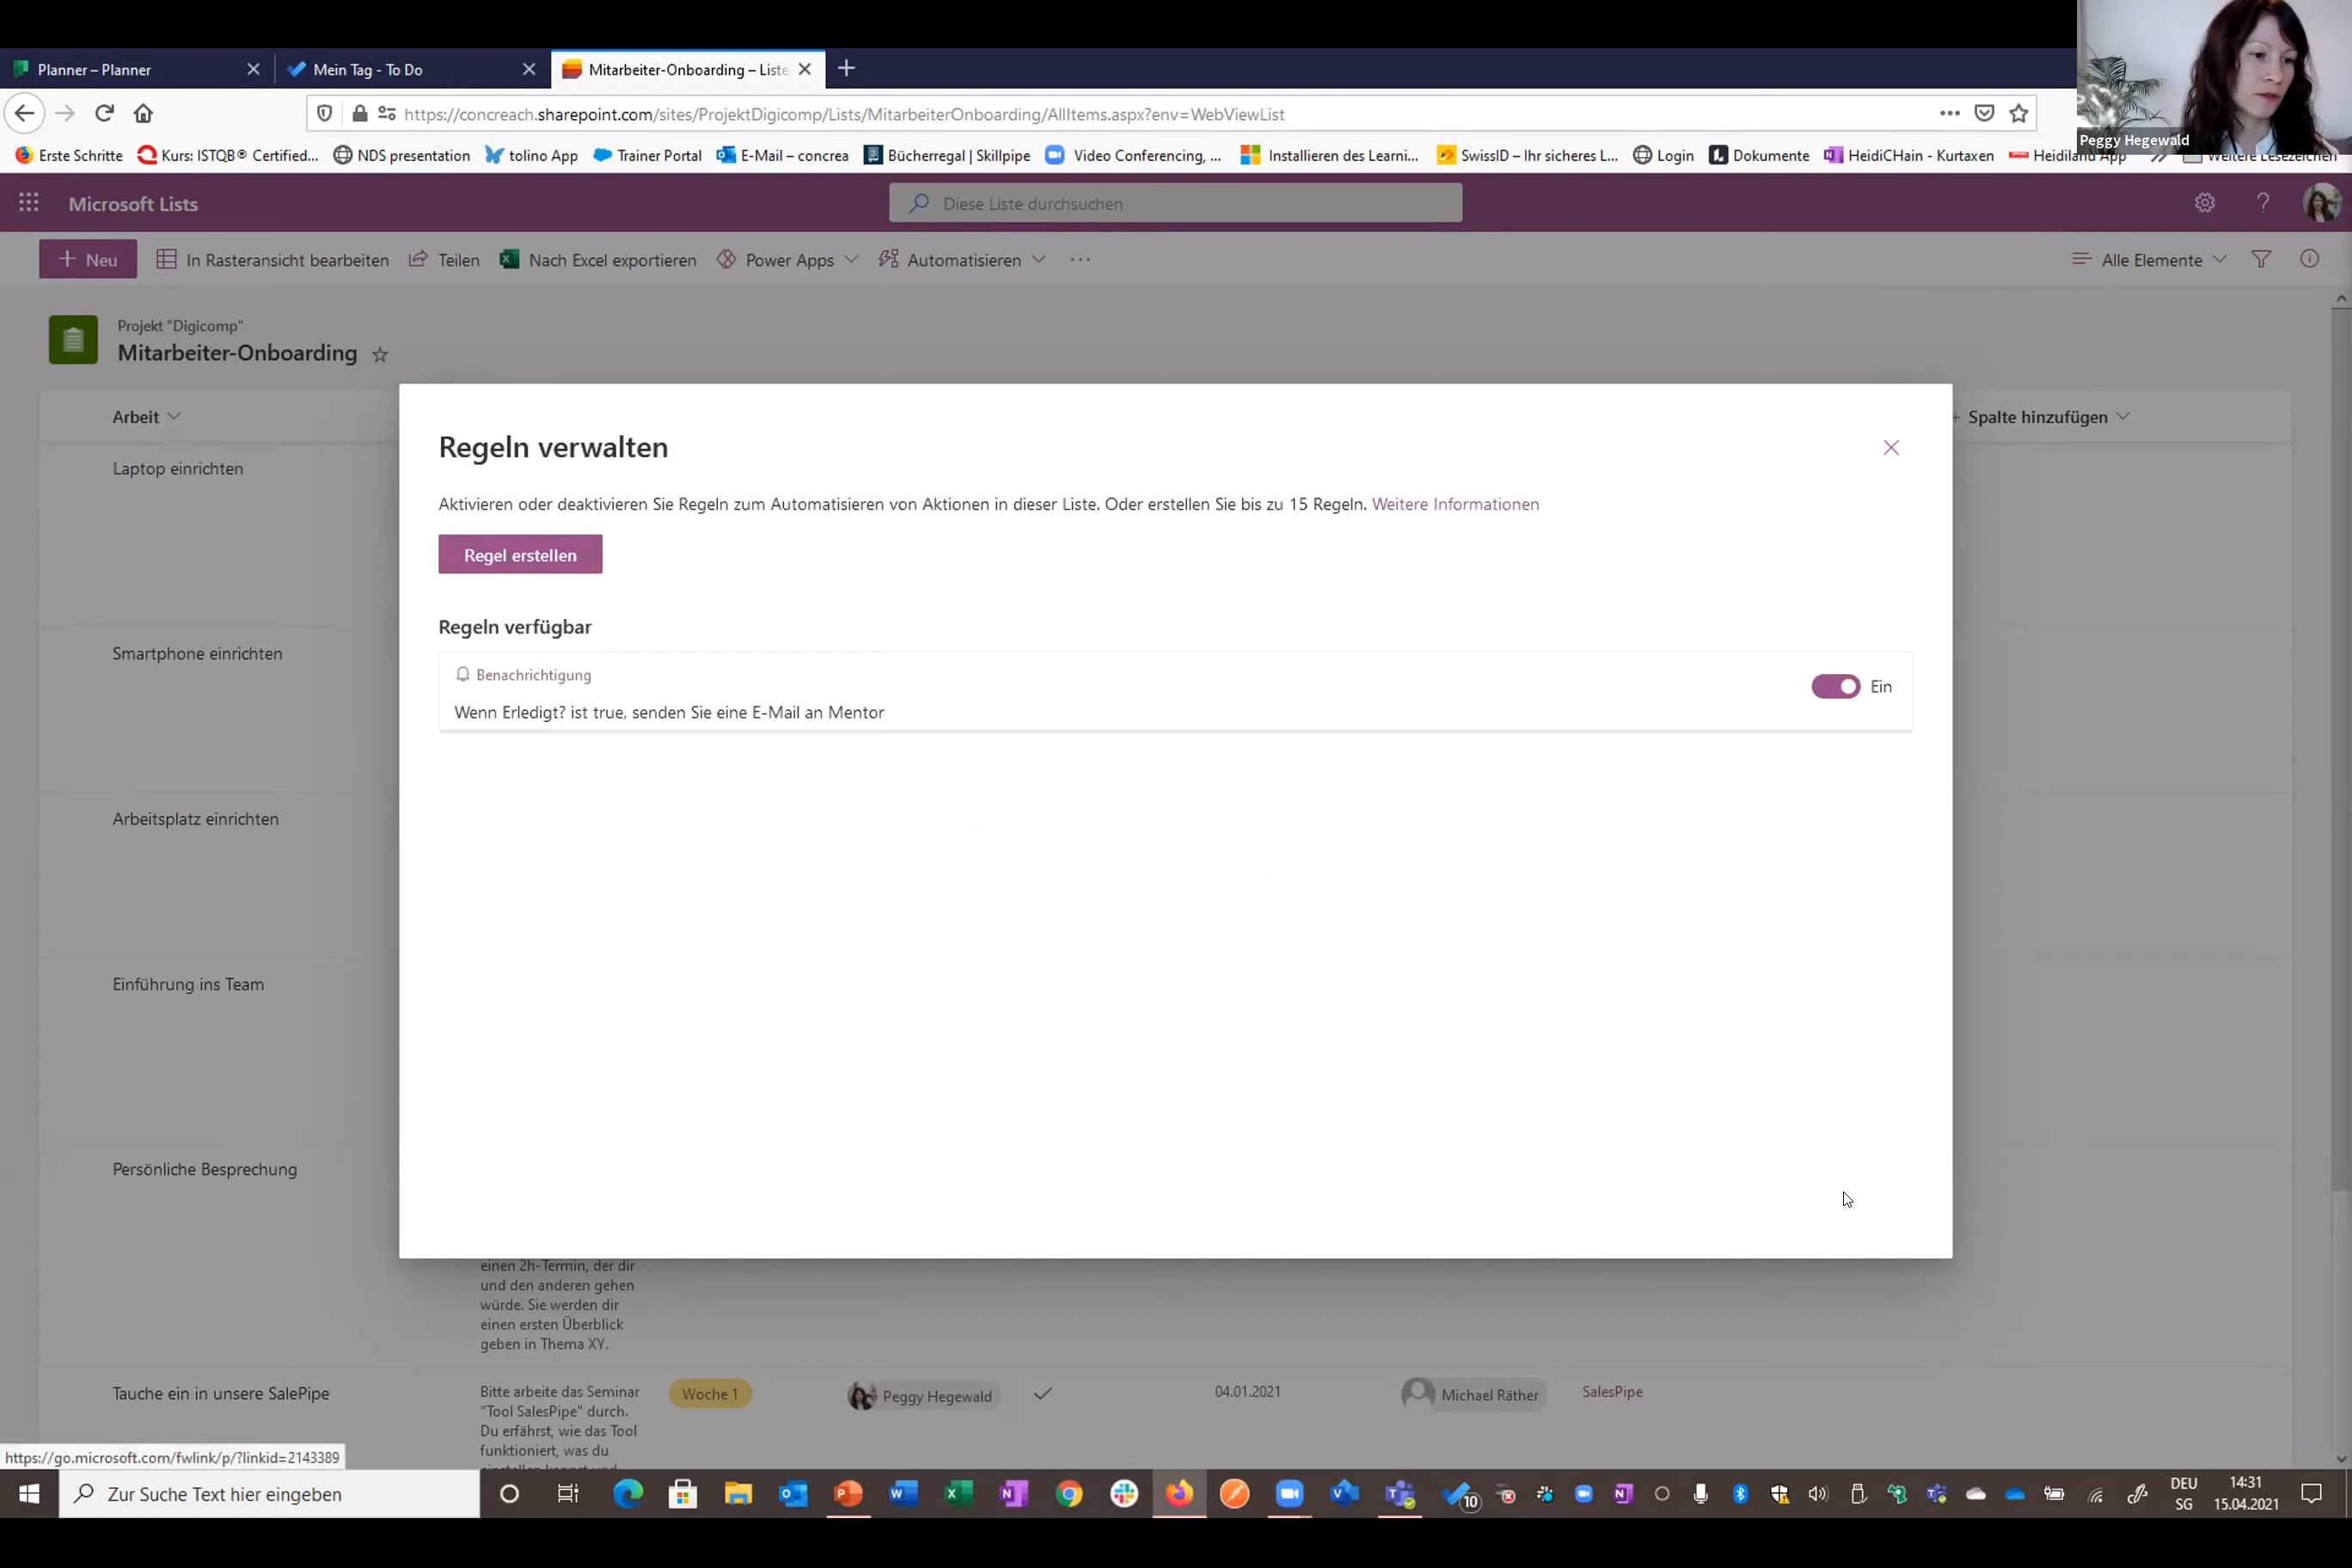 Planner – Planner
Mein Tag - To Do
Mitarbeiter-Onboarding – Liste
Peggy Hegewald
https://concreach.sharepoint.com/sites/ProjektDigicomp/Lists/MitarbeiterOnboarding/AllItems.aspx?env=WebViewList
Erste Schritte
Kurs: ISTQB® Certified...
NDS presentation
tolino App
Trainer Portal
E-Mail – concrea
Bücherregal | Skillpipe
Video Conferencing, ...
Installieren des Learni...
SwissID – Ihr sicheres L...
Login
Dokumente
HeidiCHain - Kurtaxen
Heidiland App
Weitere Lesezeichen
Microsoft Lists
Diese Liste durchsuchen
Neu
In Rasteransicht bearbeiten
Teilen
Nach Excel exportieren
Power Apps
Automatisieren
Alle Elemente
Projekt "Digicomp"
Mitarbeiter-Onboarding
Arbeit
+ Spalte hinzufügen
Regeln verwalten
Aktivieren oder deaktivieren Sie Regeln zum Automatisieren von Aktionen in dieser Liste. Oder erstellen Sie bis zu 15 Regeln. Weitere Informationen
Regel erstellen
Regeln verfügbar
Benachrichtigung
Ein
Wenn Erledigt? ist true, senden Sie eine E-Mail an Mentor
Laptop einrichten
Smartphone einrichten
Arbeitsplatz einrichten
Einführung ins Team
Persönliche Besprechung
einen 2h-Termin, der dir
und den anderen gehen
würde. Sie werden dir
einen ersten Überblick
geben in Thema XY.
Tauche ein in unsere SalePipe
Bitte arbeite das Seminar
"Tool SalesPipe" durch.
Du erfährst, wie das Tool
funktioniert, was du
Woche 1
Peggy Hegewald
04.01.2021
Michael Räther
SalesPipe
https://go.microsoft.com/fwlink/p/?linkid=2143389
Zur Suche Text hier eingeben
10
DEU
SG
14:31
15.04.2021